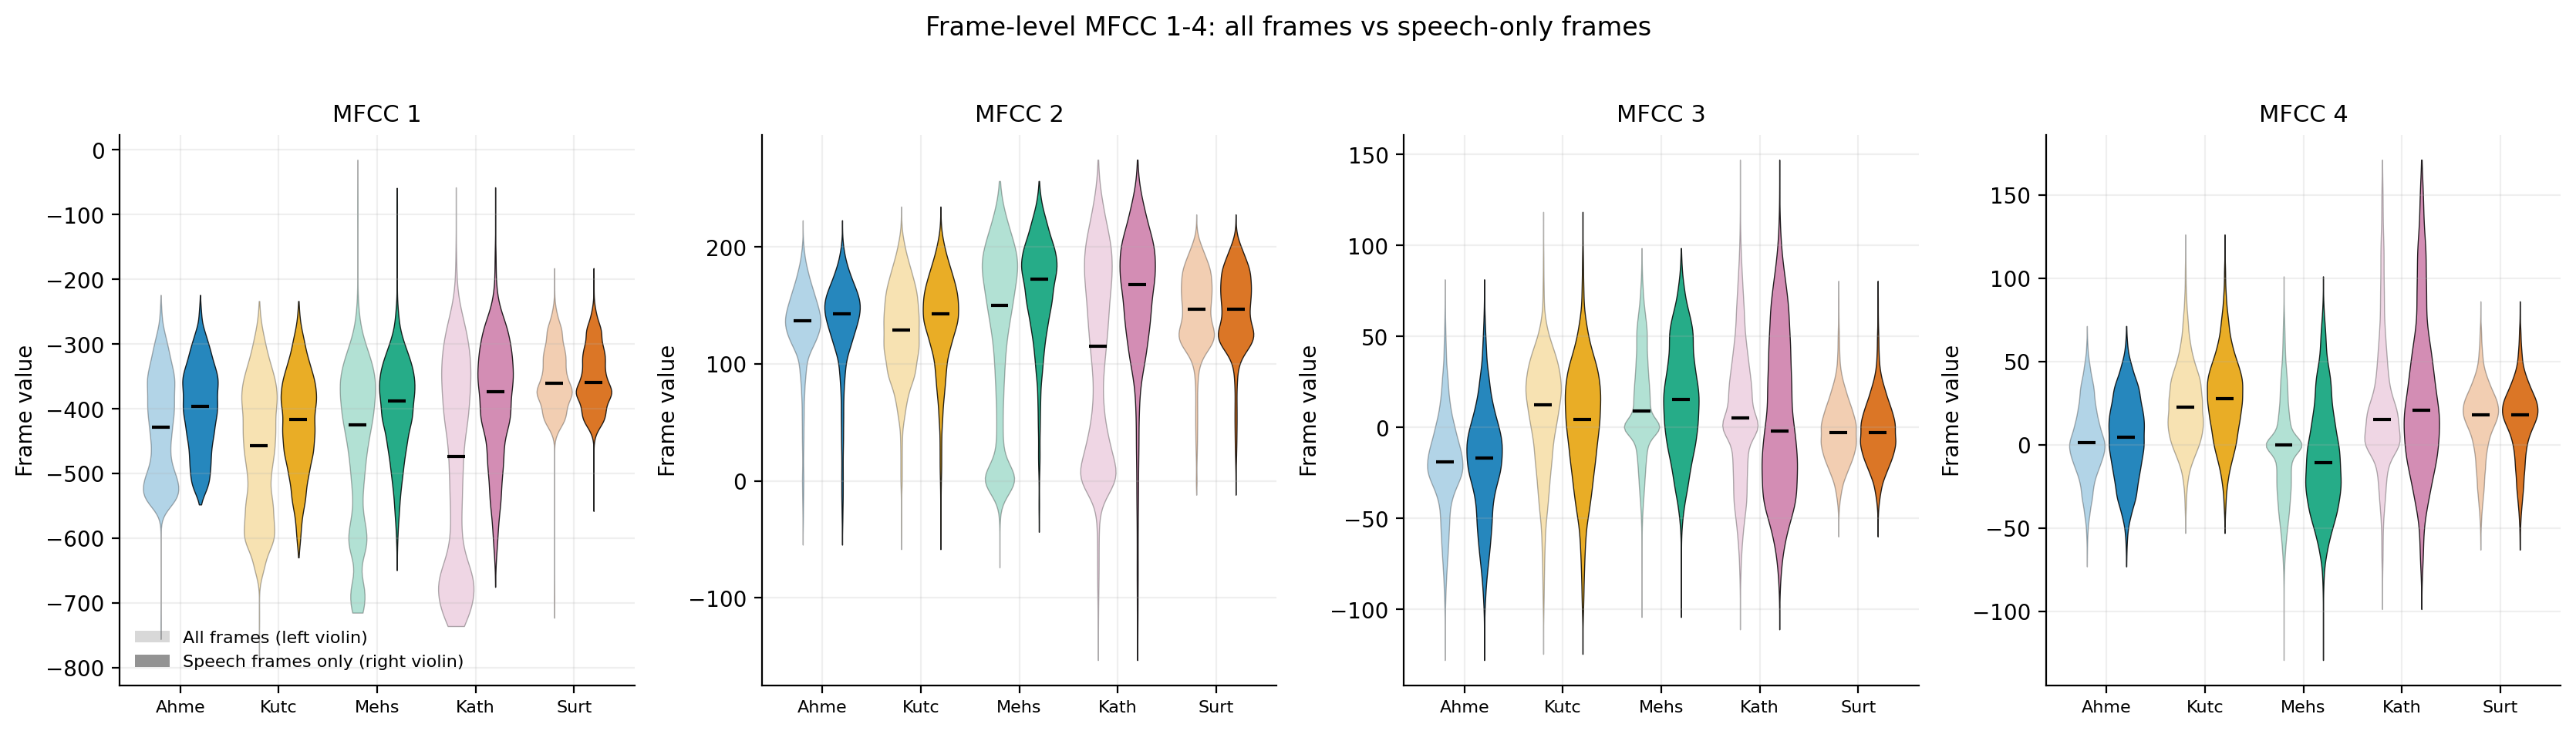 Frame-level MFCC 1-4: all frames vs speech-only frames
MFCC 1
Frame value
0
−100
−200
−300
−400
−500
−600
−700
−800
All frames (left violin)
Speech frames only (right violin)
Ahme Kutc Mehs Kath Surt
MFCC 2
Frame value
200
100
0
−100
Ahme Kutc Mehs Kath Surt
MFCC 3
Frame value
150
100
50
0
−50
−100
Ahme Kutc Mehs Kath Surt
MFCC 4
Frame value
150
100
50
0
−50
−100
Ahme Kutc Mehs Kath Surt